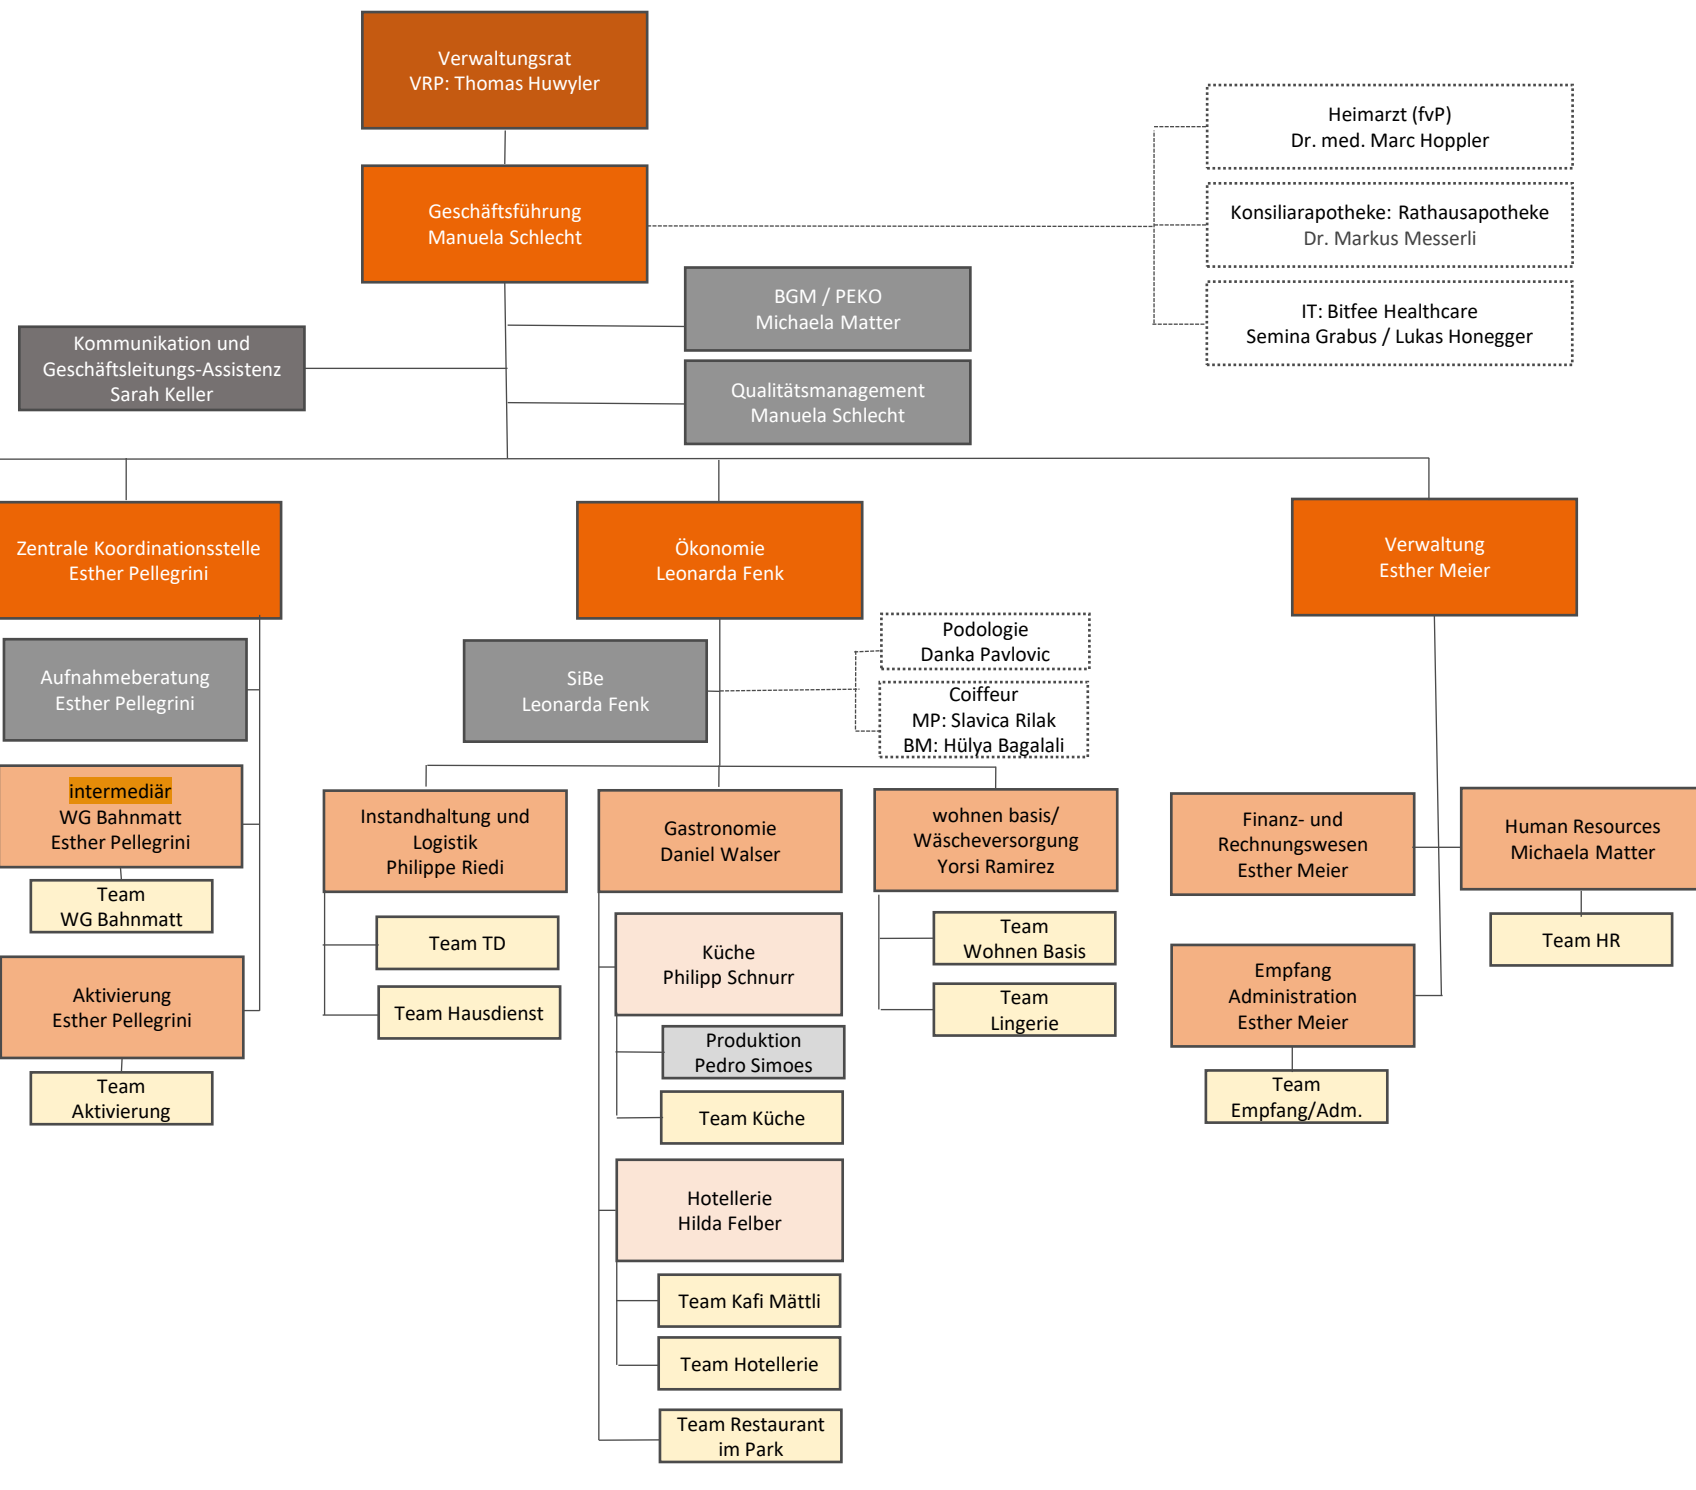 Verwaltungsrat
VRP: Thomas Huwyler
Geschäftsführung
Manuela Schlecht
Heimarzt (fvP)
Dr. med. Marc Hoppler
Konsiliarapotheke: Rathausapotheke
Dr. Markus Messerli
IT: Bitfee Healthcare
Semina Grabus / Lukas Honegger
BGM / PEKO
Michaela Matter
Kommunikation und
Geschäftsleitungs-Assistenz
Sarah Keller
Qualitätsmanagement
Manuela Schlecht
Zentrale Koordinationsstelle
Esther Pellegrini
Ökonomie
Leonarda Fenk
Verwaltung
Esther Meier
Aufnahmeberatung
Esther Pellegrini
SiBe
Leonarda Fenk
Podologie
Danka Pavlovic
Coiffeur
MP: Slavica Rilak
BM: Hülya Bagalali
intermediär
WG Bahnmatt
Esther Pellegrini
Team
WG Bahnmatt
Aktivierung
Esther Pellegrini
Team
Aktivierung
Instandhaltung und
Logistik
Philippe Riedi
Team TD
Team Hausdienst
Gastronomie
Daniel Walser
Küche
Philipp Schnurr
Produktion
Pedro Simoes
Team Küche
Hotellerie
Hilda Felber
Team Kafi Mättli
Team Hotellerie
Team Restaurant
im Park
wohnen basis/
Wäscheversorgung
Yorsi Ramirez
Team
Wohnen Basis
Team
Lingerie
Finanz- und
Rechnungswesen
Esther Meier
Human Resources
Michaela Matter
Team HR
Empfang
Administration
Esther Meier
Team
Empfang/Adm.